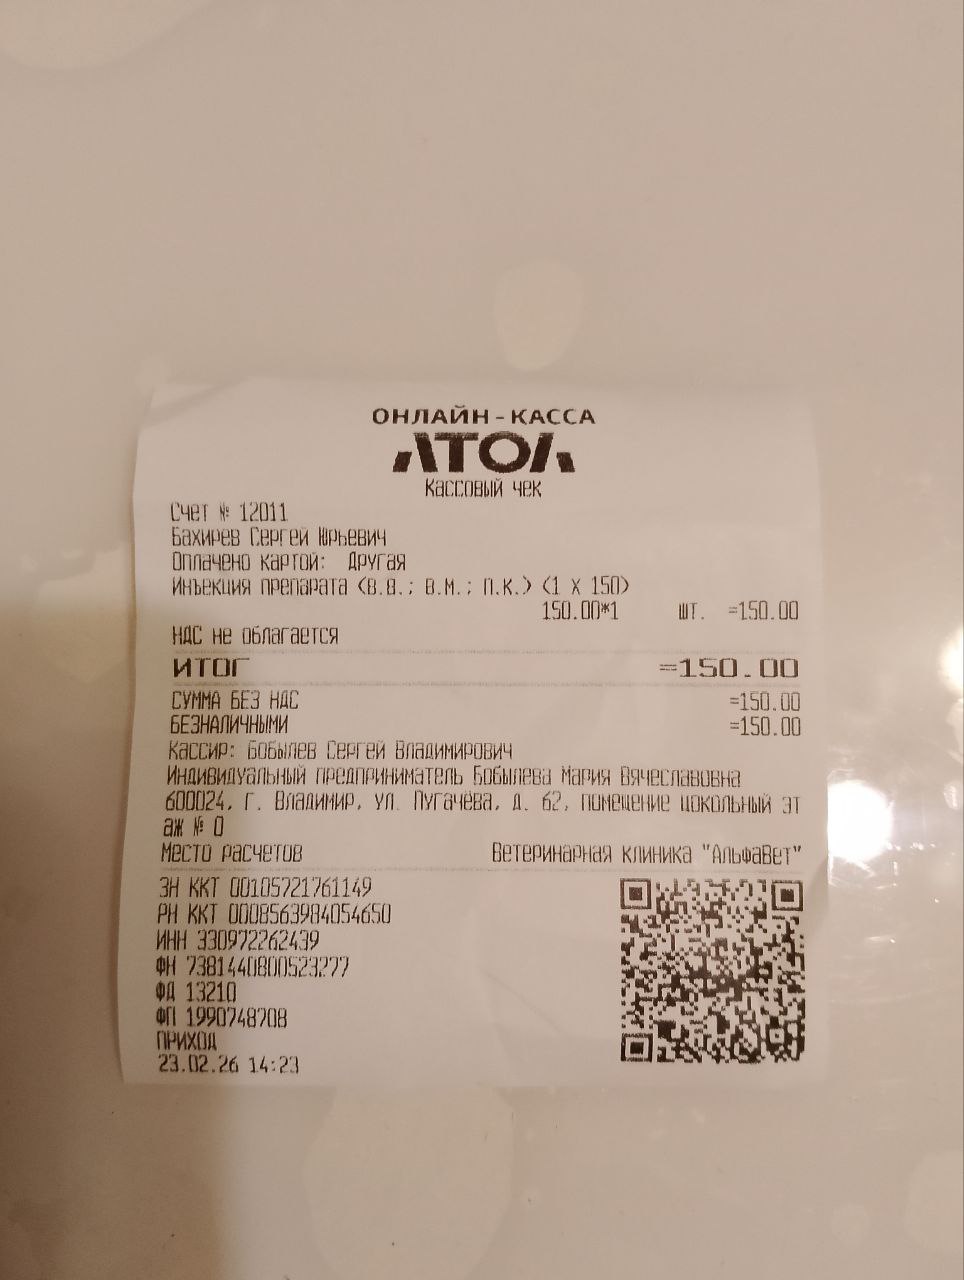 ОНЛАЙН-КАССА
АТОЛ
Кассовый чек
Счет № 12011
Бахирев Сергей Юрьевич
Оплачено картой: Другая
Инъекция препарата (в.в.; в.м.; п.к.) (1 X 150)
150.00*1 шт. =150.00
НДС не облагается
ИТОГ =150.00
СУММА БЕЗ НДС =150.00
БЕЗНАЛИЧНЫМИ =150.00
Кассир: Бобылев Сергей Владимирович
Индивидуальный предприниматель Бобылева Мария Вячеславовна
600024, г. Владимир, ул. Пугачёва, д. 62, помещение цокольный эт
аж № 0
Место расчетов Ветеринарная клиника "АльфаВет"
ЗН ККТ 00105721761149
РН ККТ 0008563984054650
ИНН 330972262439
ФН 7381440800523277
ФД 13210
ФП 1990748708
ПРИХОД
23.02.26 14:23